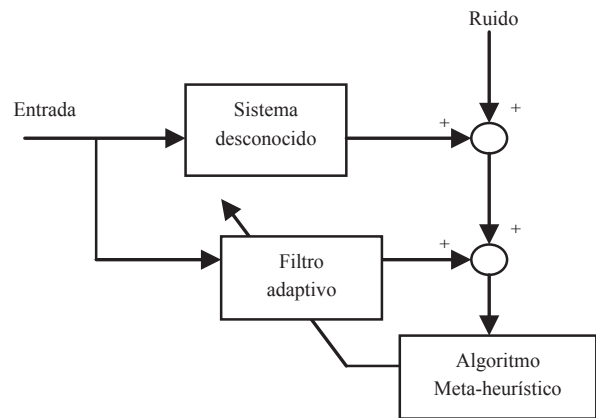 Ruido
+
Entrada
Sistema
desconocido
+
+
+
Filtro
adaptivo
Algoritmo
Meta-heurístico